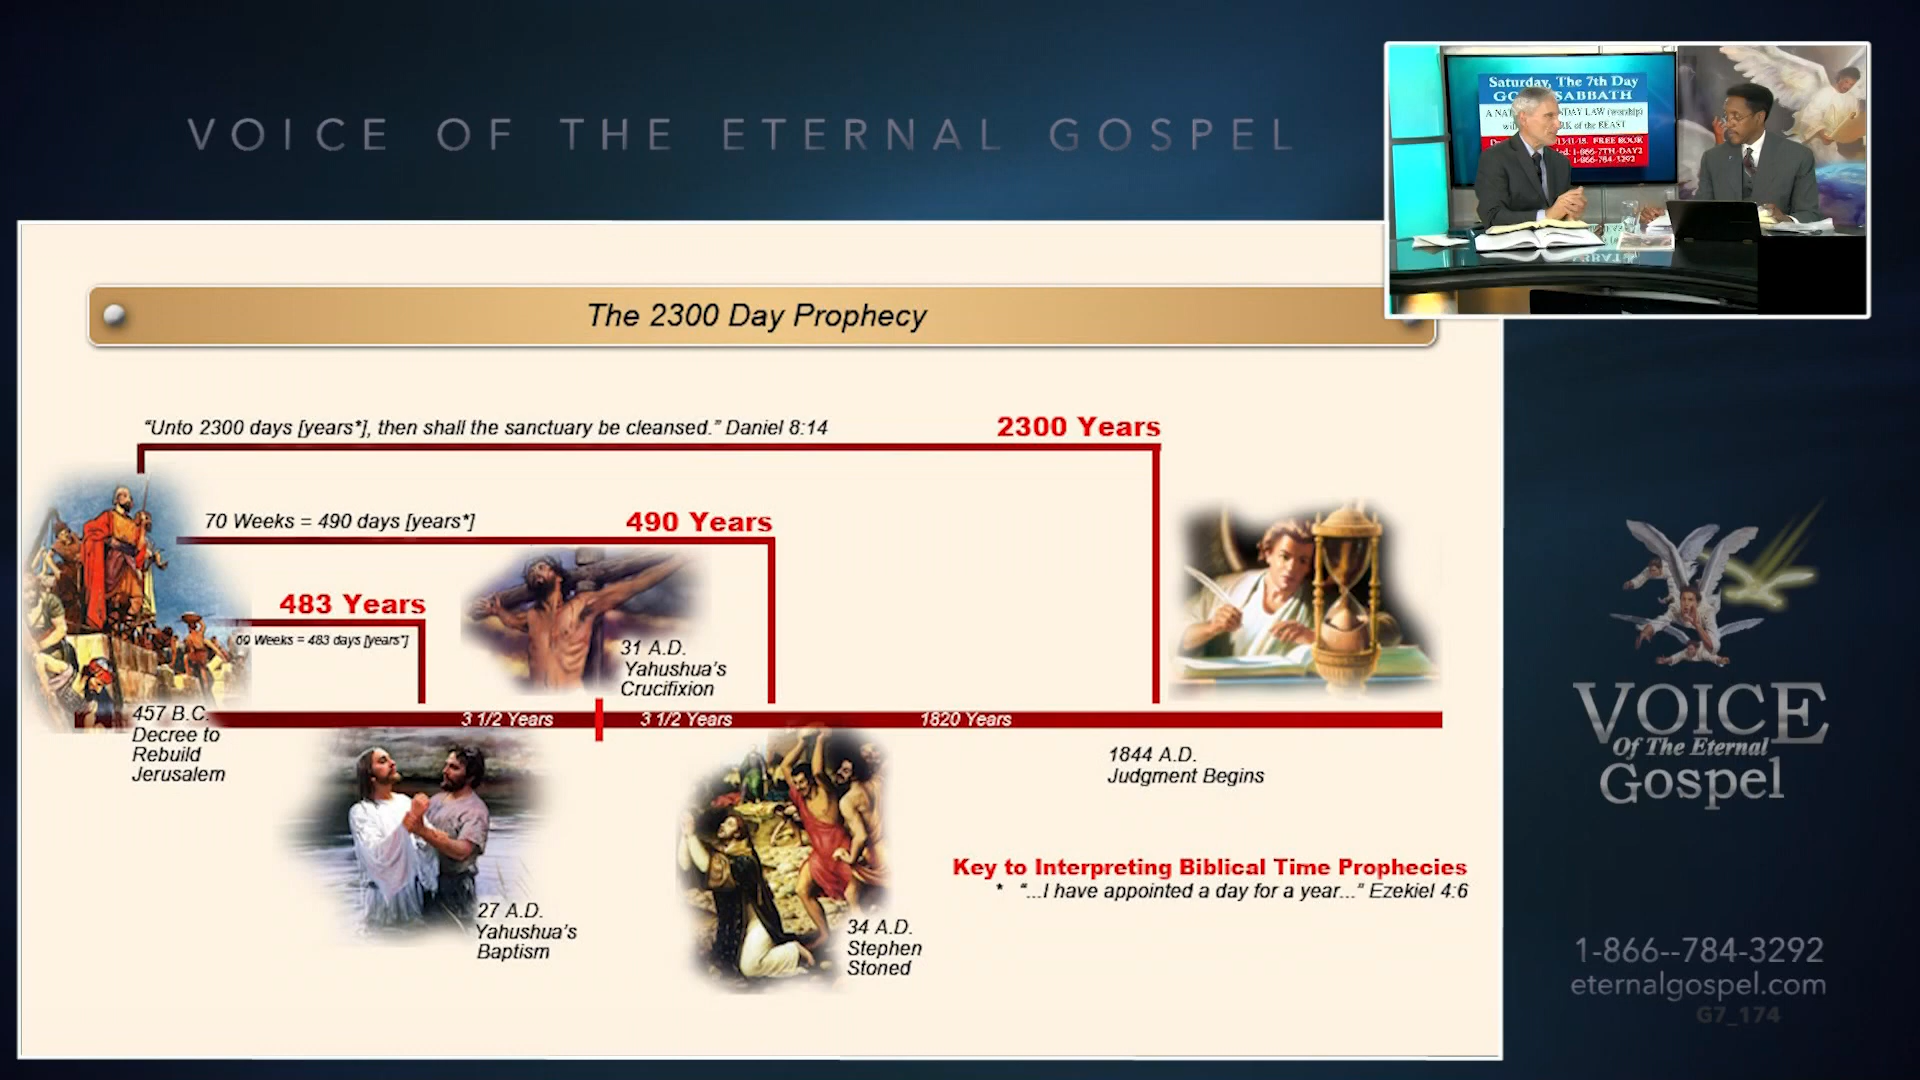 VOICE OF THE ETERNAL GOSPEL
Saturday, The 7th Day
SABBATH
The 2300 Day Prophecy
"Unto 2300 days [years*], then shall the sanctuary be cleansed." Daniel 8:14
2300 Years
70 Weeks = 490 days [years*]
490 Years
483 Years
Weeks = 483 days [years*]
31 A.D.
Yahushua's
Crucifixion
457 B.C.
Decree to
Rebuild
Jerusalem
3 1/2 Years
3 1/2 Years
1820 Years
1844 A.D.
Judgment Begins
27 A.D.
Yahushua's
Baptism
34 A.D.
Stephen
Stoned
Key to Interpreting Biblical Time Prophecies
* "...I have appointed a day for a year..." Ezekiel 4:6
VOICE
Of The Eternal
Gospel
1-866--784-3292
eternalgospel.com
G7_174